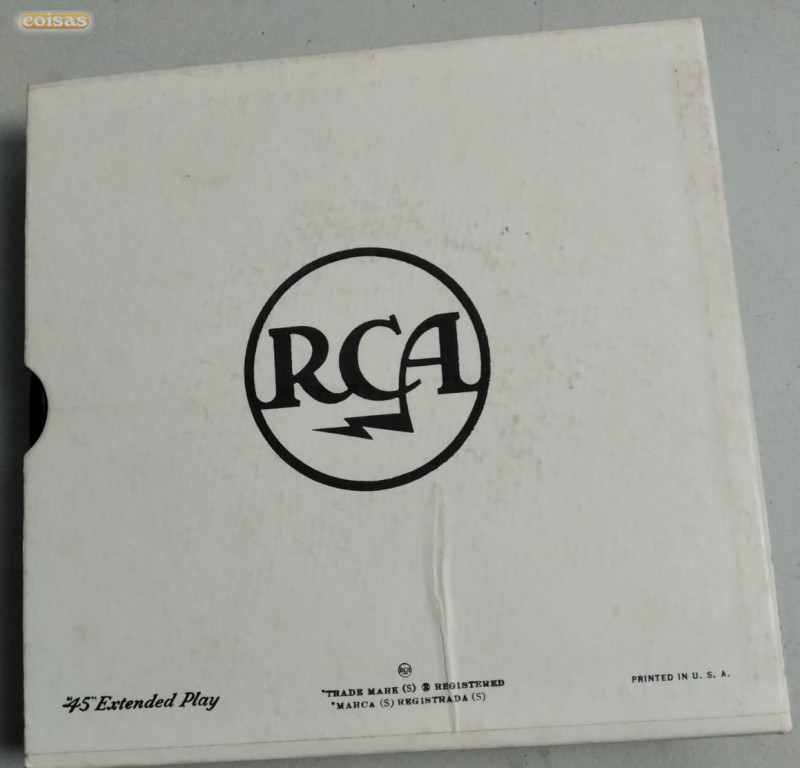 coisas
RCA
RCA
"45" Extended Play
*TRADE MARK (S) ® REGISTERED
*MARCA (S) REGISTRADA (S)
PRINTED IN U. S. A.